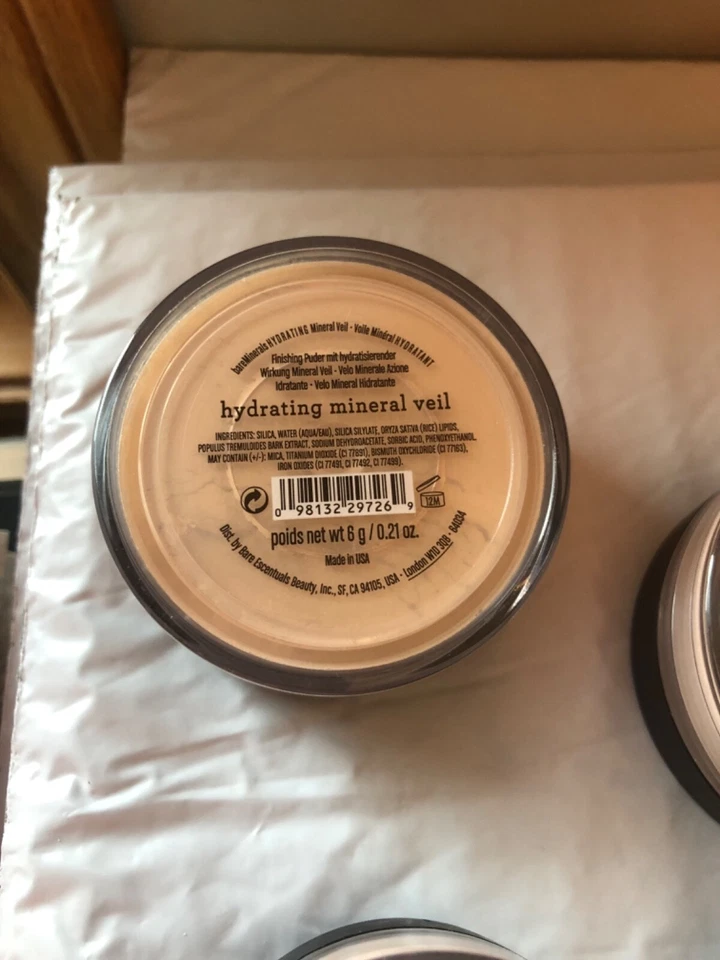 bareMinerals HYDRATING Mineral Veil • Voile Minéral HYDRATANT
Finishing Puder mit hydratisierender
Wirkung Mineral Veil • Velo Minerale Azione
Idratante • Velo Mineral Hidratante
hydrating mineral veil
INGREDIENTS: SILICA, WATER (AQUA/EAU), SILICA SILYLATE, ORYZA SATIVA (RICE) LIPIDS,
POPULUS TREMULOIDES BARK EXTRACT, SODIUM DEHYDROACETATE, SORBIC ACID, PHENOXYETHANOL.
MAY CONTAIN (+/-): MICA, TITANIUM DIOXIDE (CI 77891), BISMUTH OXYCHLORIDE (CI 77163),
IRON OXIDES (CI 77491, CI 77492, CI 77499).
0 98132 29726 9
12M
poids net wt 6 g / 0.21 oz.
Made in USA
Dist. by Bare Escentuals Beauty, Inc., SF, CA 94105, USA • London W1D 3QB • 64034